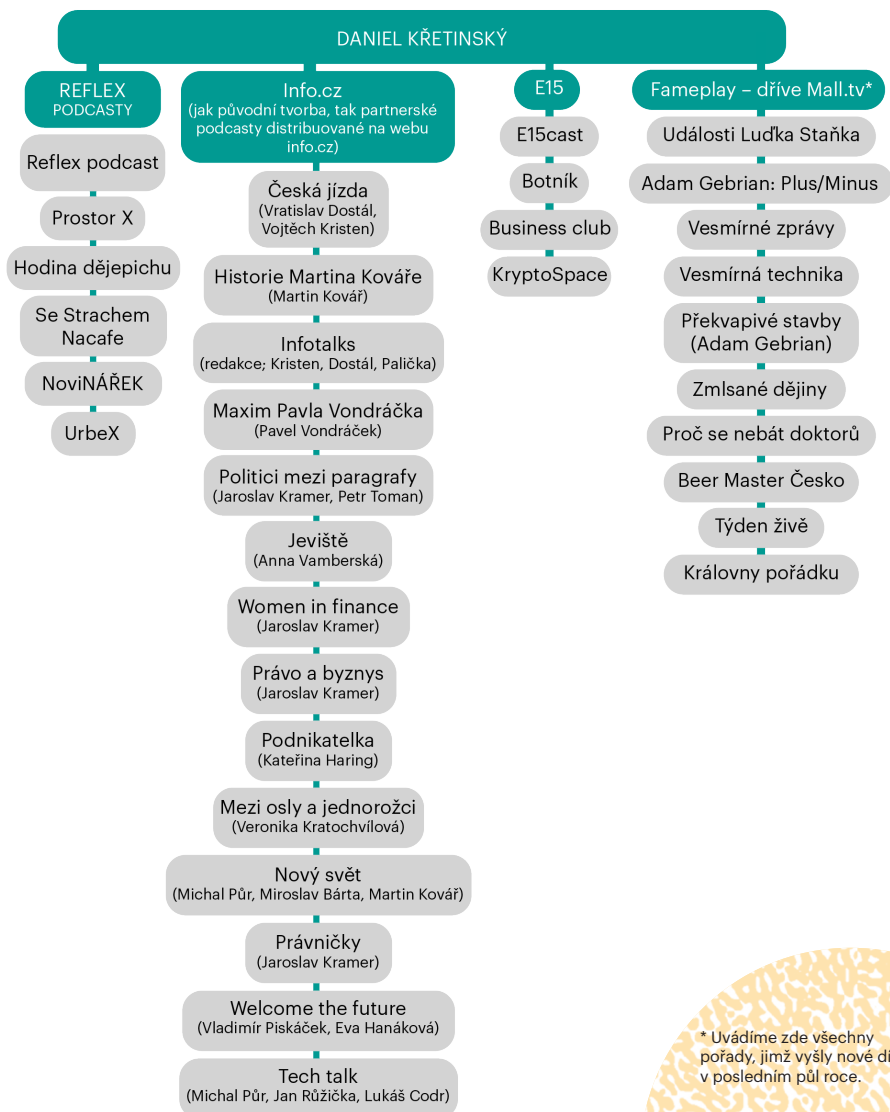 DANIEL KŘETINSKÝ
REFLEX
PODCASTY
Reflex podcast
Prostor X
Hodina dějepichu
Se Strachem
Nacafe
NoviNÁŘEK
UrbeX
Info.cz
(jak původní tvorba, tak partnerské
podcasty distribuované na webu
info.cz)
Česká jízda
(Vratislav Dostál,
Vojtěch Kristen)
Historie Martina Kováře
(Martin Kovář)
Infotalks
(redakce; Kristen, Dostál, Palička)
Maxim Pavla Vondráčka
(Pavel Vondráček)
Politici mezi paragrafy
(Jaroslav Kramer, Petr Toman)
Jeviště
(Anna Vamberská)
Women in finance
(Jaroslav Kramer)
Právo a byznys
(Jaroslav Kramer)
Podnikatelka
(Kateřina Haring)
Mezi osly a jednorožci
(Veronika Kratochvílová)
Nový svět
(Michal Půr, Miroslav Bárta, Martin Kovář)
Právničky
(Jaroslav Kramer)
Welcome the future
(Vladimír Piskáček, Eva Hanáková)
Tech talk
(Michal Půr, Jan Růžička, Lukáš Codr)
E15
E15cast
Botník
Business club
KryptoSpace
Fameplay – dříve Mall.tv*
Události Luďka Staňka
Adam Gebrian: Plus/Minus
Vesmírné zprávy
Vesmírná technika
Překvapivé stavby
(Adam Gebrian)
Zmlsané dějiny
Proč se nebát doktorů
Beer Master Česko
Týden živě
Královny pořádku
* Uvádíme zde všechny
pořady, jimž vyšly nové
v posledním půl roce.